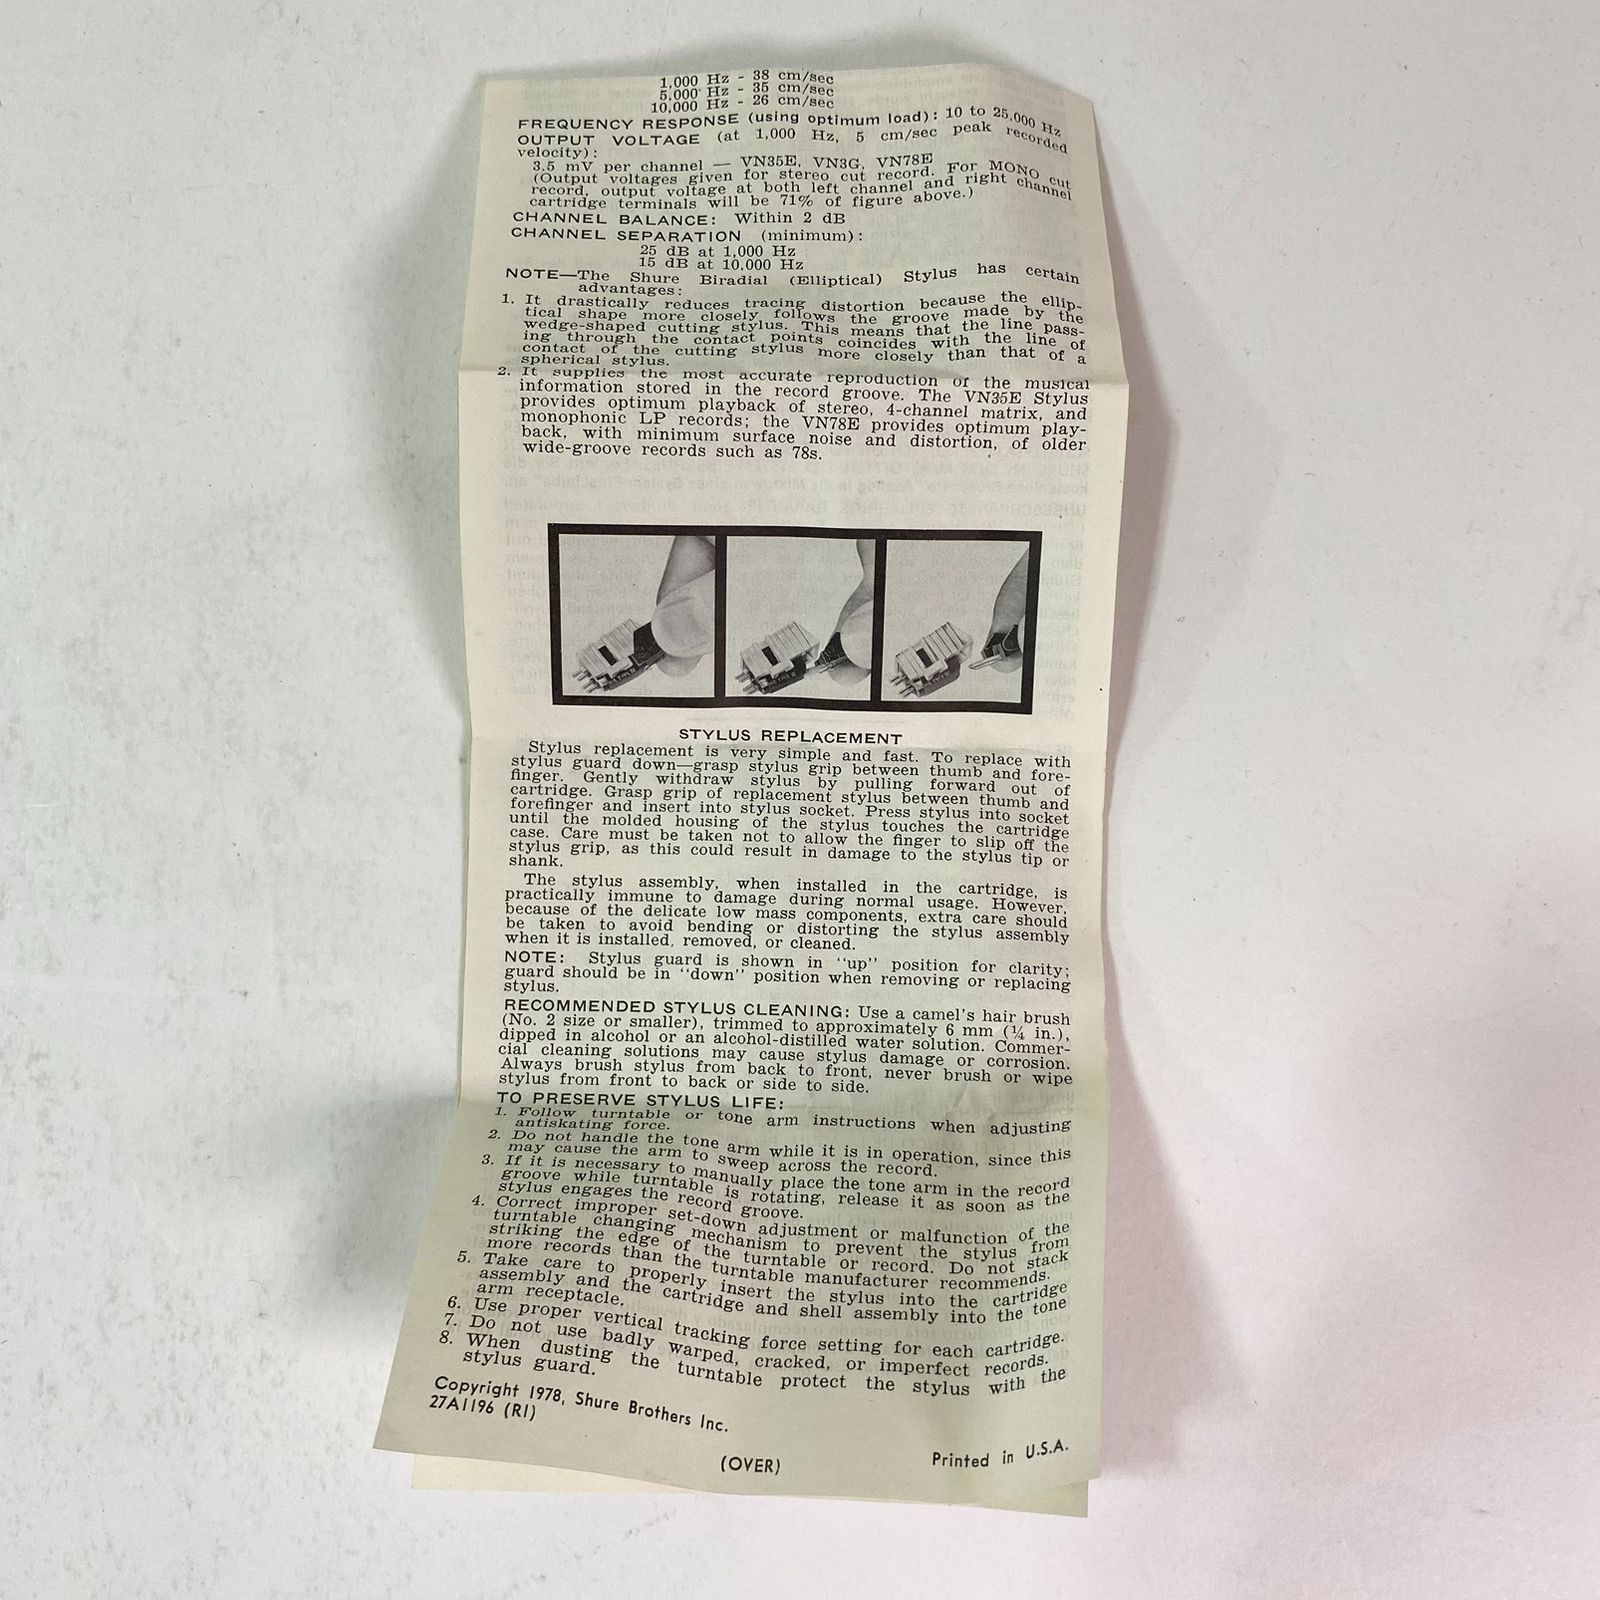 1,000 Hz - 38 cm/sec
5,000 Hz - 35 cm/sec
10,000 Hz - 26 cm/sec
FREQUENCY RESPONSE (using optimum load): 10 to 25,000 Hz
OUTPUT VOLTAGE (at 1,000 Hz, 5 cm/sec peak recorded
velocity):
3.5 mV per channel — VN35E, VN3G, VN78E
(Output voltages given for stereo cut record. For MONO cut
record, output voltage at both left channel and right channel
cartridge terminals will be 71% of figure above.)
CHANNEL BALANCE: Within 2 dB
CHANNEL SEPARATION (minimum):
25 dB at 1,000 Hz
15 dB at 10,000 Hz
NOTE—The Shure Biradial (Elliptical) Stylus has certain
advantages:
1. It drastically reduces tracing distortion because the ellip-
tical shape more closely follows the groove made by the
wedge-shaped cutting stylus. This means that the line pass-
ing through the contact points coincides with the line of
contact of the cutting stylus more closely than that of a
spherical stylus.
2. It supplies the most accurate reproduction of the musical
information stored in the record groove. The VN35E Stylus
provides optimum playback of stereo, 4-channel matrix, and
monophonic LP records; the VN78E provides optimum play-
back, with minimum surface noise and distortion, of older
wide-groove records such as 78s.
STYLUS REPLACEMENT
Stylus replacement is very simple and fast. To replace with
stylus guard down—grasp stylus grip between thumb and fore-
finger. Gently withdraw stylus by pulling forward out of
cartridge. Grasp grip of replacement stylus between thumb and
forefinger and insert into stylus socket. Press stylus into socket
until the molded housing of the stylus touches the cartridge
case. Care must be taken not to allow the finger to slip off the
stylus grip, as this could result in damage to the stylus tip or
shank.
The stylus assembly, when installed in the cartridge, is
practically immune to damage during normal usage. However,
because of the delicate low mass components, extra care should
be taken to avoid bending or distorting the stylus assembly
when it is installed, removed, or cleaned.
NOTE: Stylus guard is shown in "up" position for clarity;
guard should be in "down" position when removing or replacing
stylus.
RECOMMENDED STYLUS CLEANING: Use a camel's hair brush
(No. 2 size or smaller), trimmed to approximately 6 mm (¼ in.),
dipped in alcohol or an alcohol-distilled water solution. Commer-
cial cleaning solutions may cause stylus damage or corrosion.
Always brush stylus from back to front, never brush or wipe
stylus from front to back or side to side.
TO PRESERVE STYLUS LIFE:
1. Follow turntable or tone arm instructions when adjusting
antiskating force.
2. Do not handle the tone arm while it is in operation, since this
may cause the arm to sweep across the record.
3. If it is necessary to manually place the tone arm in the record
groove while turntable is rotating, release it as soon as the
stylus engages the record groove.
4. Correct improper set-down adjustment or malfunction of the
turntable changing mechanism to prevent the stylus from
striking the edge of the turntable or record. Do not stack
more records than the turntable manufacturer recommends.
5. Take care to properly insert the stylus into the cartridge
assembly and the cartridge and shell assembly into the tone
arm receptacle.
6. Use proper vertical tracking force setting for each cartridge.
7. Do not use badly warped, cracked, or imperfect records.
8. When dusting the turntable protect the stylus with the
stylus guard.
Copyright 1978, Shure Brothers Inc.
27A1196 (RI)
(OVER)
Printed in U.S.A.